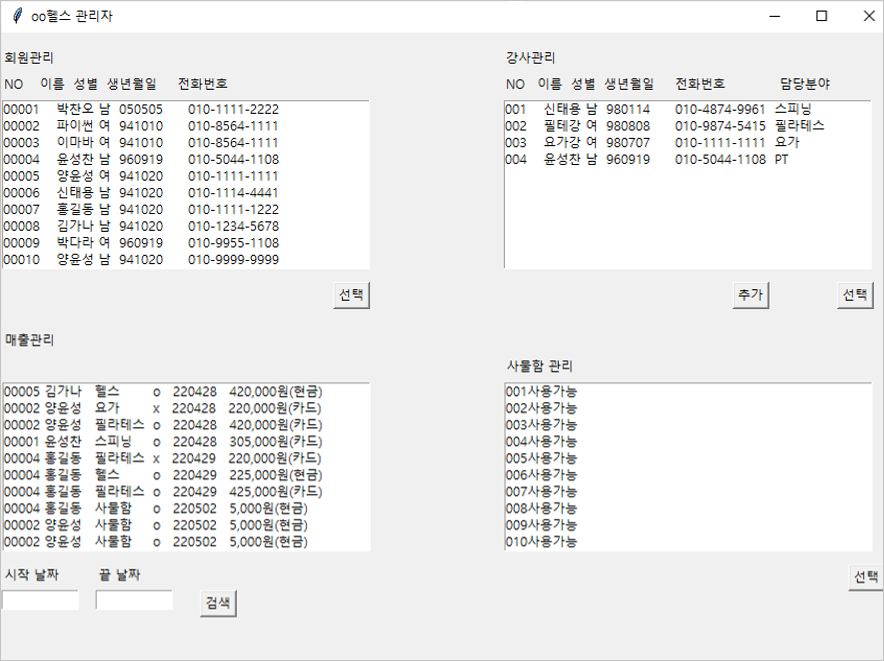 oo헬스 관리자
회원관리
NO 이름 성별 생년월일 전화번호
00001 박찬오 남 050505 010-1111-2222
00002 파이썬 여 941010 010-8564-1111
00003 이마바 여 941010 010-8564-1111
00004 윤성찬 남 960919 010-5044-1108
00005 양윤성 여 941020 010-1111-1111
00006 신태용 남 941020 010-1114-4441
00007 홍길동 남 941020 010-1111-1222
00008 김가나 남 941020 010-1234-5678
00009 박다라 여 960919 010-9955-1108
00010 양윤성 남 941020 010-9999-9999
선택
강사관리
NO 이름 성별 생년월일 전화번호 담당분야
001 신태용 남 980114 010-4874-9961 스피닝
002 필테강 여 980808 010-9874-5415 필라테스
003 요가강 여 980707 010-1111-1111 요가
004 윤성찬 남 960919 010-5044-1108 PT
추가 선택
매출관리
00005 김가나 헬스 o 220428 420,000원(현금)
00002 양윤성 요가 x 220428 220,000원(카드)
00002 양윤성 필라테스 o 220428 420,000원(카드)
00001 윤성찬 스피닝 o 220428 305,000원(카드)
00004 홍길동 필라테스 x 220429 220,000원(카드)
00004 홍길동 헬스 o 220429 225,000원(현금)
00004 홍길동 필라테스 o 220429 425,000원(카드)
00004 홍길동 사물함 o 220502 5,000원(현금)
00002 양윤성 사물함 o 220502 5,000원(현금)
00002 양윤성 사물함 o 220502 5,000원(현금)
시작 날짜 끝 날짜
검색
사물함 관리
001사용가능
002사용가능
003사용가능
004사용가능
005사용가능
006사용가능
007사용가능
008사용가능
009사용가능
010사용가능
선택